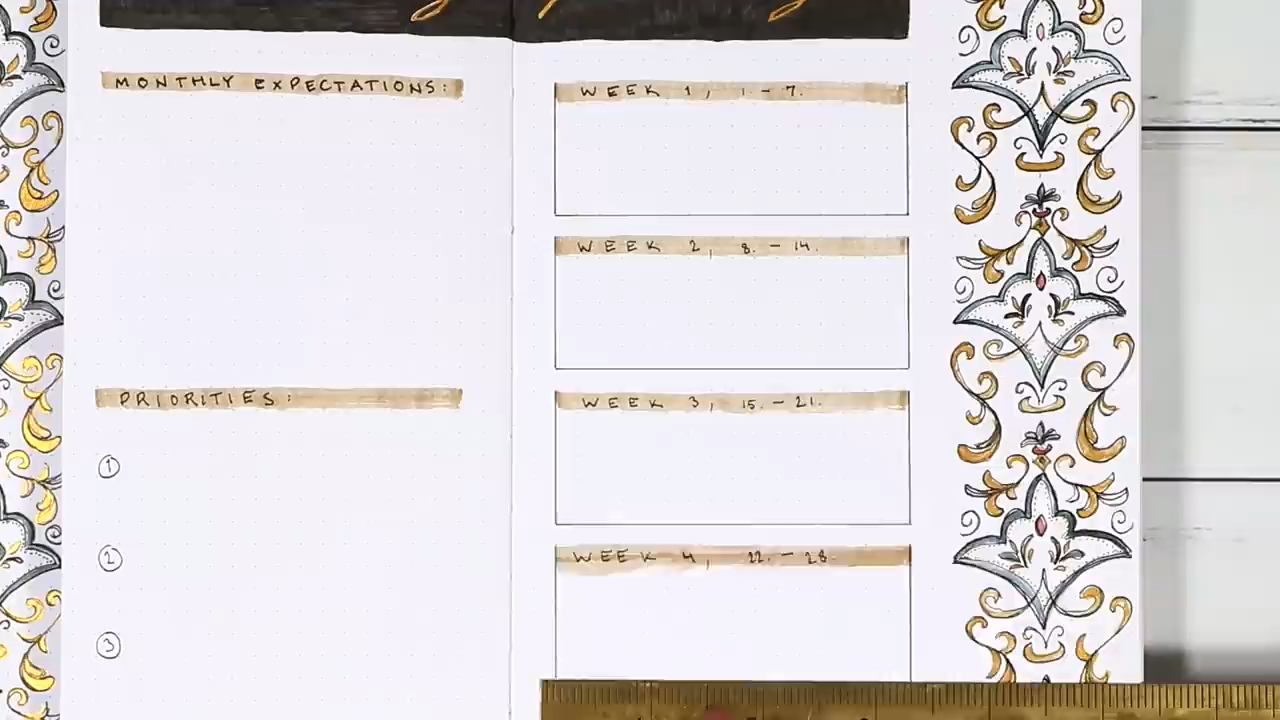 MONTHLY EXPECTATIONS:
PRIORITIES:
1
2
3
WEEK 1, 1 - 7.
WEEK 2, 8. - 14.
WEEK 3, 15. - 21.
WEEK 4, 22. - 28.